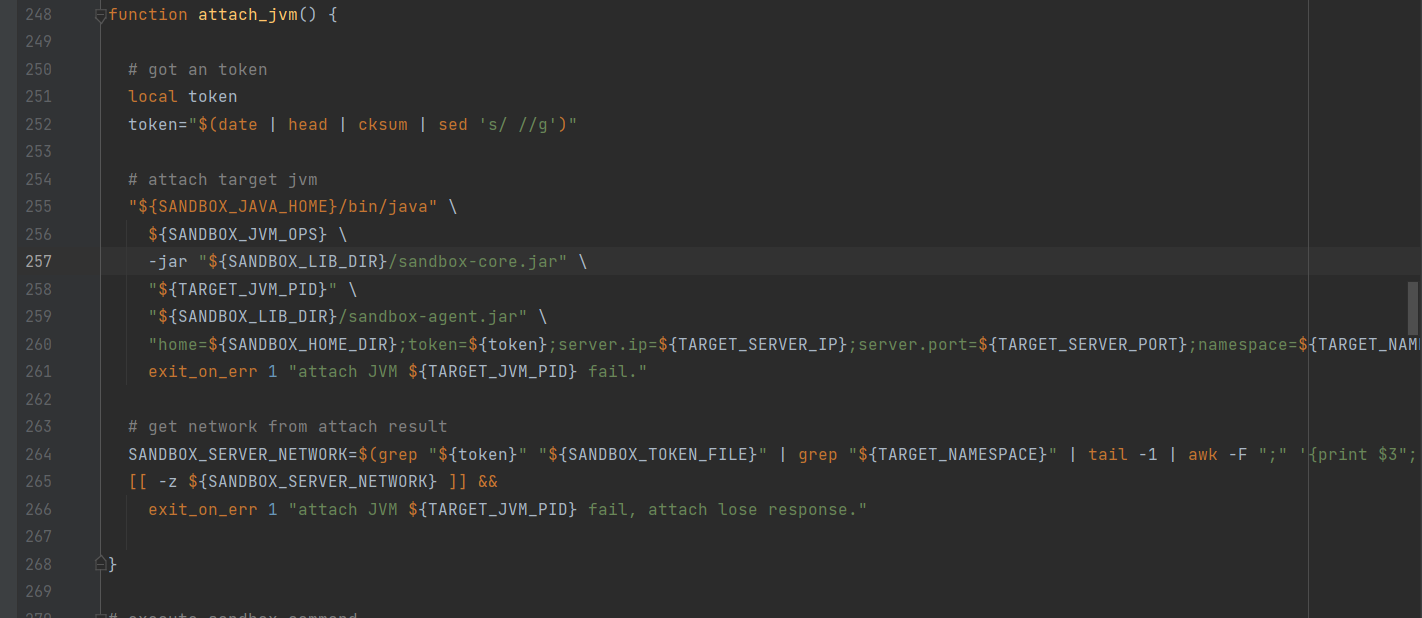 248 function attach_jvm() {
249
250 # got an token
251 local token
252 token="$(date | head | cksum | sed 's/ //g')"
253
254 # attach target jvm
255 "${SANDBOX_JAVA_HOME}/bin/java" \
256 ${SANDBOX_JVM_OPS} \
257 -jar "${SANDBOX_LIB_DIR}/sandbox-core.jar" \
258 "${TARGET_JVM_PID}" \
259 "${SANDBOX_LIB_DIR}/sandbox-agent.jar" \
260 "home=${SANDBOX_HOME_DIR};token=${token};server.ip=${TARGET_SERVER_IP};server.port=${TARGET_SERVER_PORT};namespace=${TARGET_NAM
261 exit_on_err 1 "attach JVM ${TARGET_JVM_PID} fail."
262
263 # get network from attach result
264 SANDBOX_SERVER_NETWORK=$(grep "${token}" "${SANDBOX_TOKEN_FILE}" | grep "${TARGET_NAMESPACE}" | tail -1 | awk -F ";" '{print $3";
265 [[ -z ${SANDBOX_SERVER_NETWORK} ]] &&
266 exit_on_err 1 "attach JVM ${TARGET_JVM_PID} fail, attach lose response."
267
268 }
269
270 # execute sandbox command